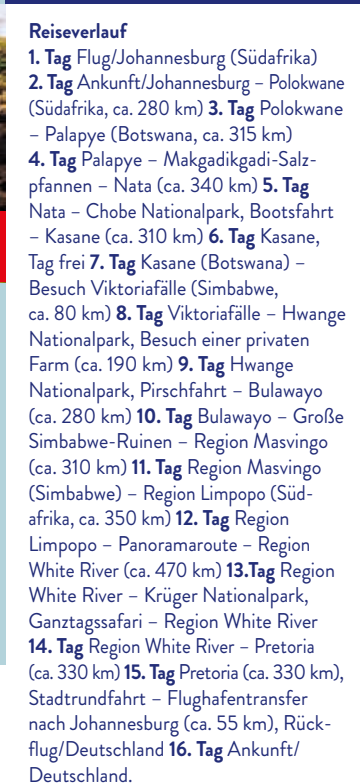 Reiseverlauf
1. Tag Flug/Johannesburg (Südafrika)
2. Tag Ankunft/Johannesburg – Polokwane
(Südafrika, ca. 280 km) 3. Tag Polokwane
– Palapye (Botswana, ca. 315 km)
4. Tag Palapye – Makgadikgadi-Salz-
pfannen – Nata (ca. 340 km) 5. Tag
Nata – Chobe Nationalpark, Bootsfahrt
– Kasane (ca. 310 km) 6. Tag Kasane,
Tag frei 7. Tag Kasane (Botswana) –
Besuch Viktoriafälle (Simbabwe,
ca. 80 km) 8. Tag Viktoriafälle – Hwange
Nationalpark, Besuch einer privaten
Farm (ca. 190 km) 9. Tag Hwange
Nationalpark, Pirschfahrt – Bulawayo
(ca. 280 km) 10. Tag Bulawayo – Große
Simbabwe-Ruinen – Region Masvingo
(ca. 310 km) 11. Tag Region Masvingo
(Simbabwe) – Region Limpopo (Süd-
afrika, ca. 350 km) 12. Tag Region
Limpopo – Panoramaroute – Region
White River (ca. 470 km) 13.Tag Region
White River – Krüger Nationalpark,
Ganztagssafari – Region White River
14. Tag Region White River – Pretoria
(ca. 330 km) 15. Tag Pretoria (ca. 330 km),
Stadtrundfahrt – Flughafentransfer
nach Johannesburg (ca. 55 km), Rück-
flug/Deutschland 16. Tag Ankunft/
Deutschland.